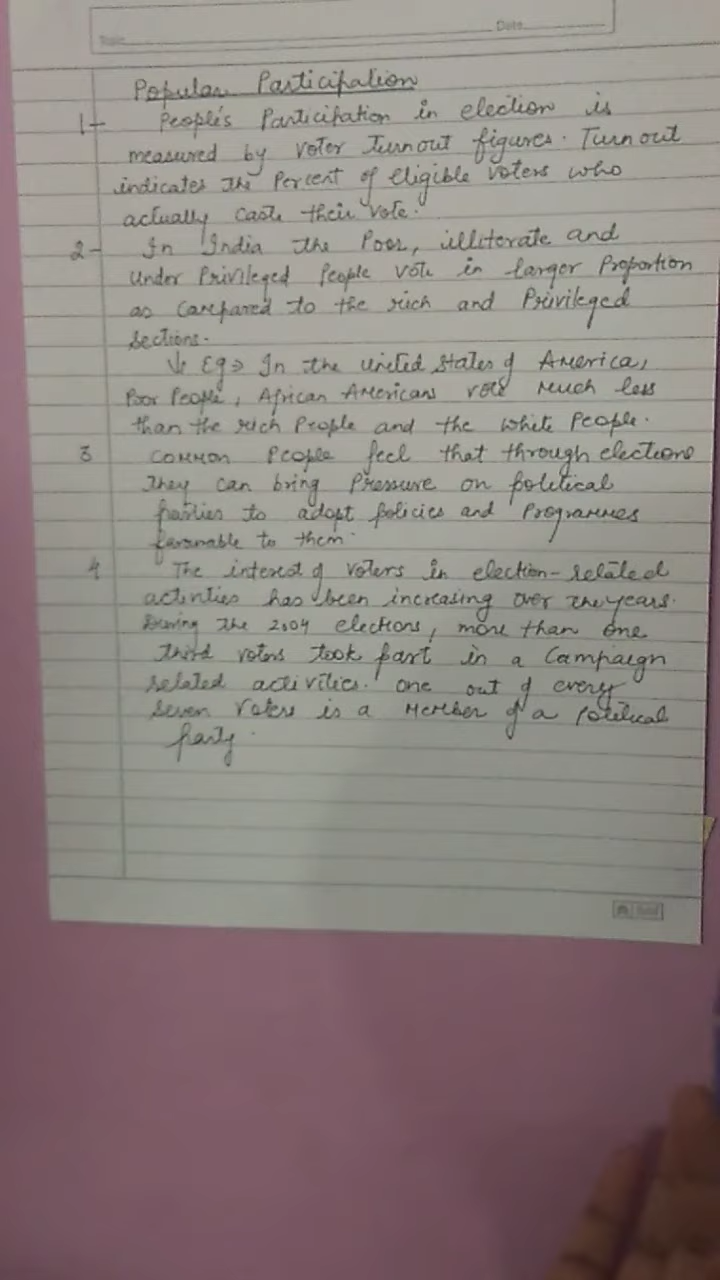 Date
Popular Participation
1- People's Participation in election is
measured by voter Turnout figures. Turnout
indicates the Percent of eligible voters who
actually caste their vote.
2- In India the Poor, illiterate and
Under Privileged People vote in larger Proportion
as compared to the rich and Privileged
sections.
↓ Eg ⇒ In the united states of America,
Poor People, African Americans vote Much less
than the rich People and the white People.
3 Common People feel that through elections
They can bring Pressure on political
parties to adopt policies and Programmes
favourable to them.
4 The interest of voters in election-related
activities has been increasing over the years.
During the 2004 elections, more than one
third voters took part in a Campaign
related activities. one out of every
seven voters is a Member of a political
party.